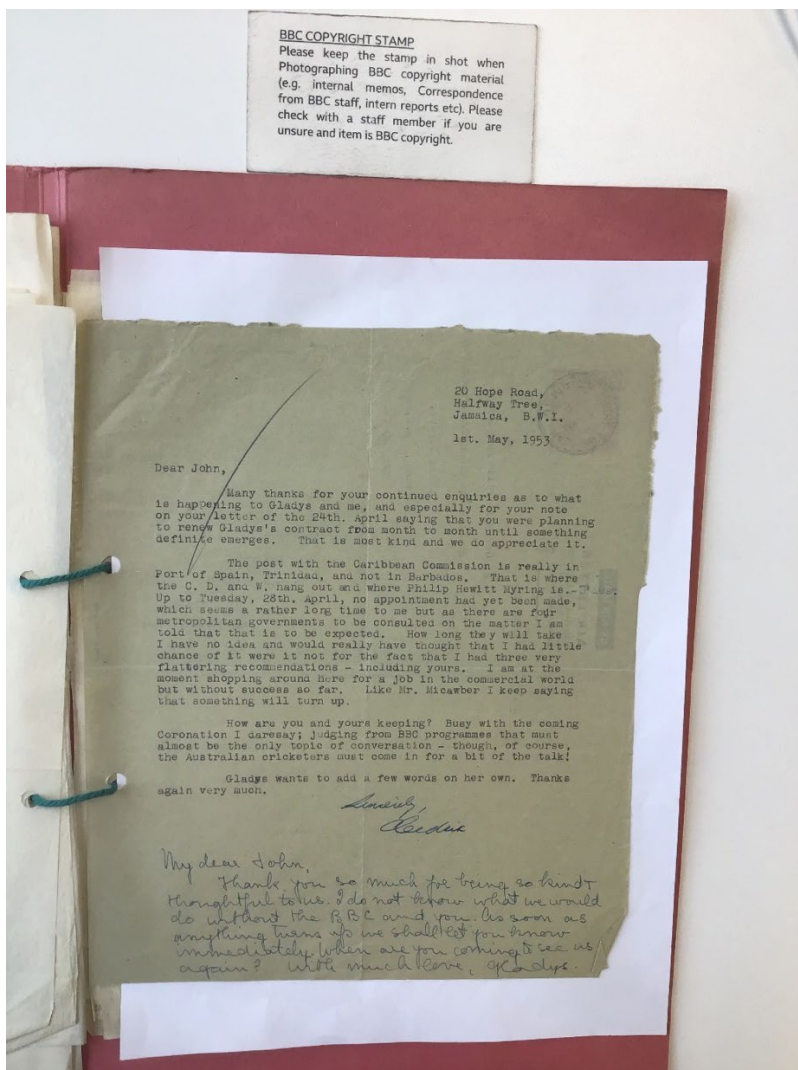 BBC COPYRIGHT STAMP
Please keep the stamp in shot when
Photographing BBC copyright material
(e.g. internal memos, Correspondence
from BBC staff, intern reports etc). Please
check with a staff member if you are
unsure and item is BBC copyright.
20 Hope Road,
Halfway Tree,
Jamaica, B.W.I.
1st. May, 1953
Dear John,
Many thanks for your continued enquiries as to what
is happening to Gladys and me, and especially for your note
on your letter of the 24th. April saying that you were planning
to renew Gladys's contract from month to month until something
definite emerges. That is most kind and we do appreciate it.
The post with the Caribbean Commission is really in
Port of Spain, Trinidad, and not in Barbados. That is where
the C. D. and W. hang out and where Philip Hewitt Myring is.-
Up to Tuesday, 28th. April, no appointment had yet been made,
which seems a rather long time to me but as there are four
metropolitan governments to be consulted on the matter I am
told that that is to be expected. How long they will take
I have no idea and would really have thought that I had little
chance of it were it not for the fact that I had three very
flattering recommendations - including yours. I am at the
moment shopping around here for a job in the commercial world
but without success so far. Like Mr. Micawber I keep saying
that something will turn up.
How are you and yours keeping? Busy with the coming
Coronation I daresay; judging from BBC programmes that must
almost be the only topic of conversation - though, of course,
the Australian cricketers must come in for a bit of the talk!
Gladys wants to add a few words on her own. Thanks
again very much.
Sincerely,
My dear John,
Thank you so much for being so kind +
thoughtful to us. I do not know what we would
do without the BBC and you. As soon as
anything turns up we shall let you know
immediately. When are you coming to see us
again? With much love, Gladys.